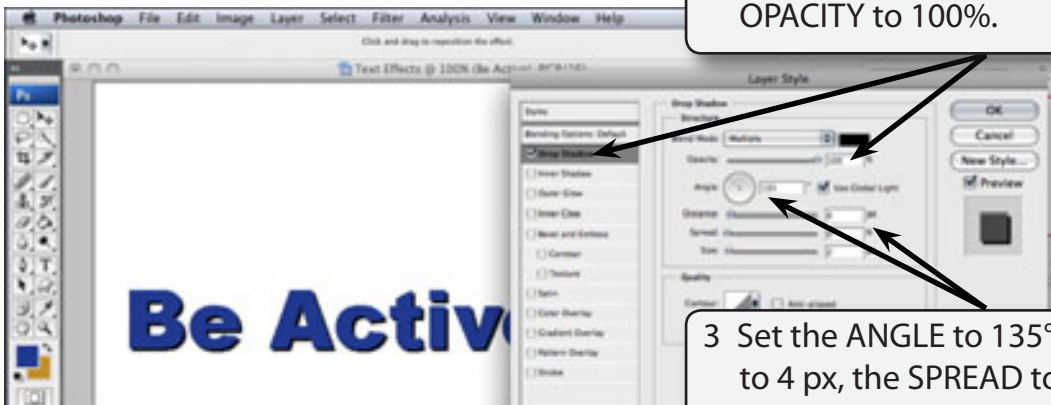 Photoshop File Edit Image Layer Select Filter Analysis View Window Help
OPACITY to 100%.
Click and drag to reposition the effect.
Text Effects @ 100% (Be Active
Layer Style
Ps
Styles
Blending Options: Default
Drop Shadow
Inner Shadow
Outer Glow
Inner Glow
Bevel and Emboss
Contour
Texture
Satin
Color Overlay
Gradient Overlay
Pattern Overlay
Stroke
Drop Shadow
Structure
Blend Mode: Multiply
Opacity: 100 %
Angle: ° Use Global Light
Distance: px
Spread: %
Size:
Quality
Contour: Anti-aliased
OK
Cancel
New Style...
Preview
T
Be Active
3 Set the ANGLE to 135°
to 4 px, the SPREAD to